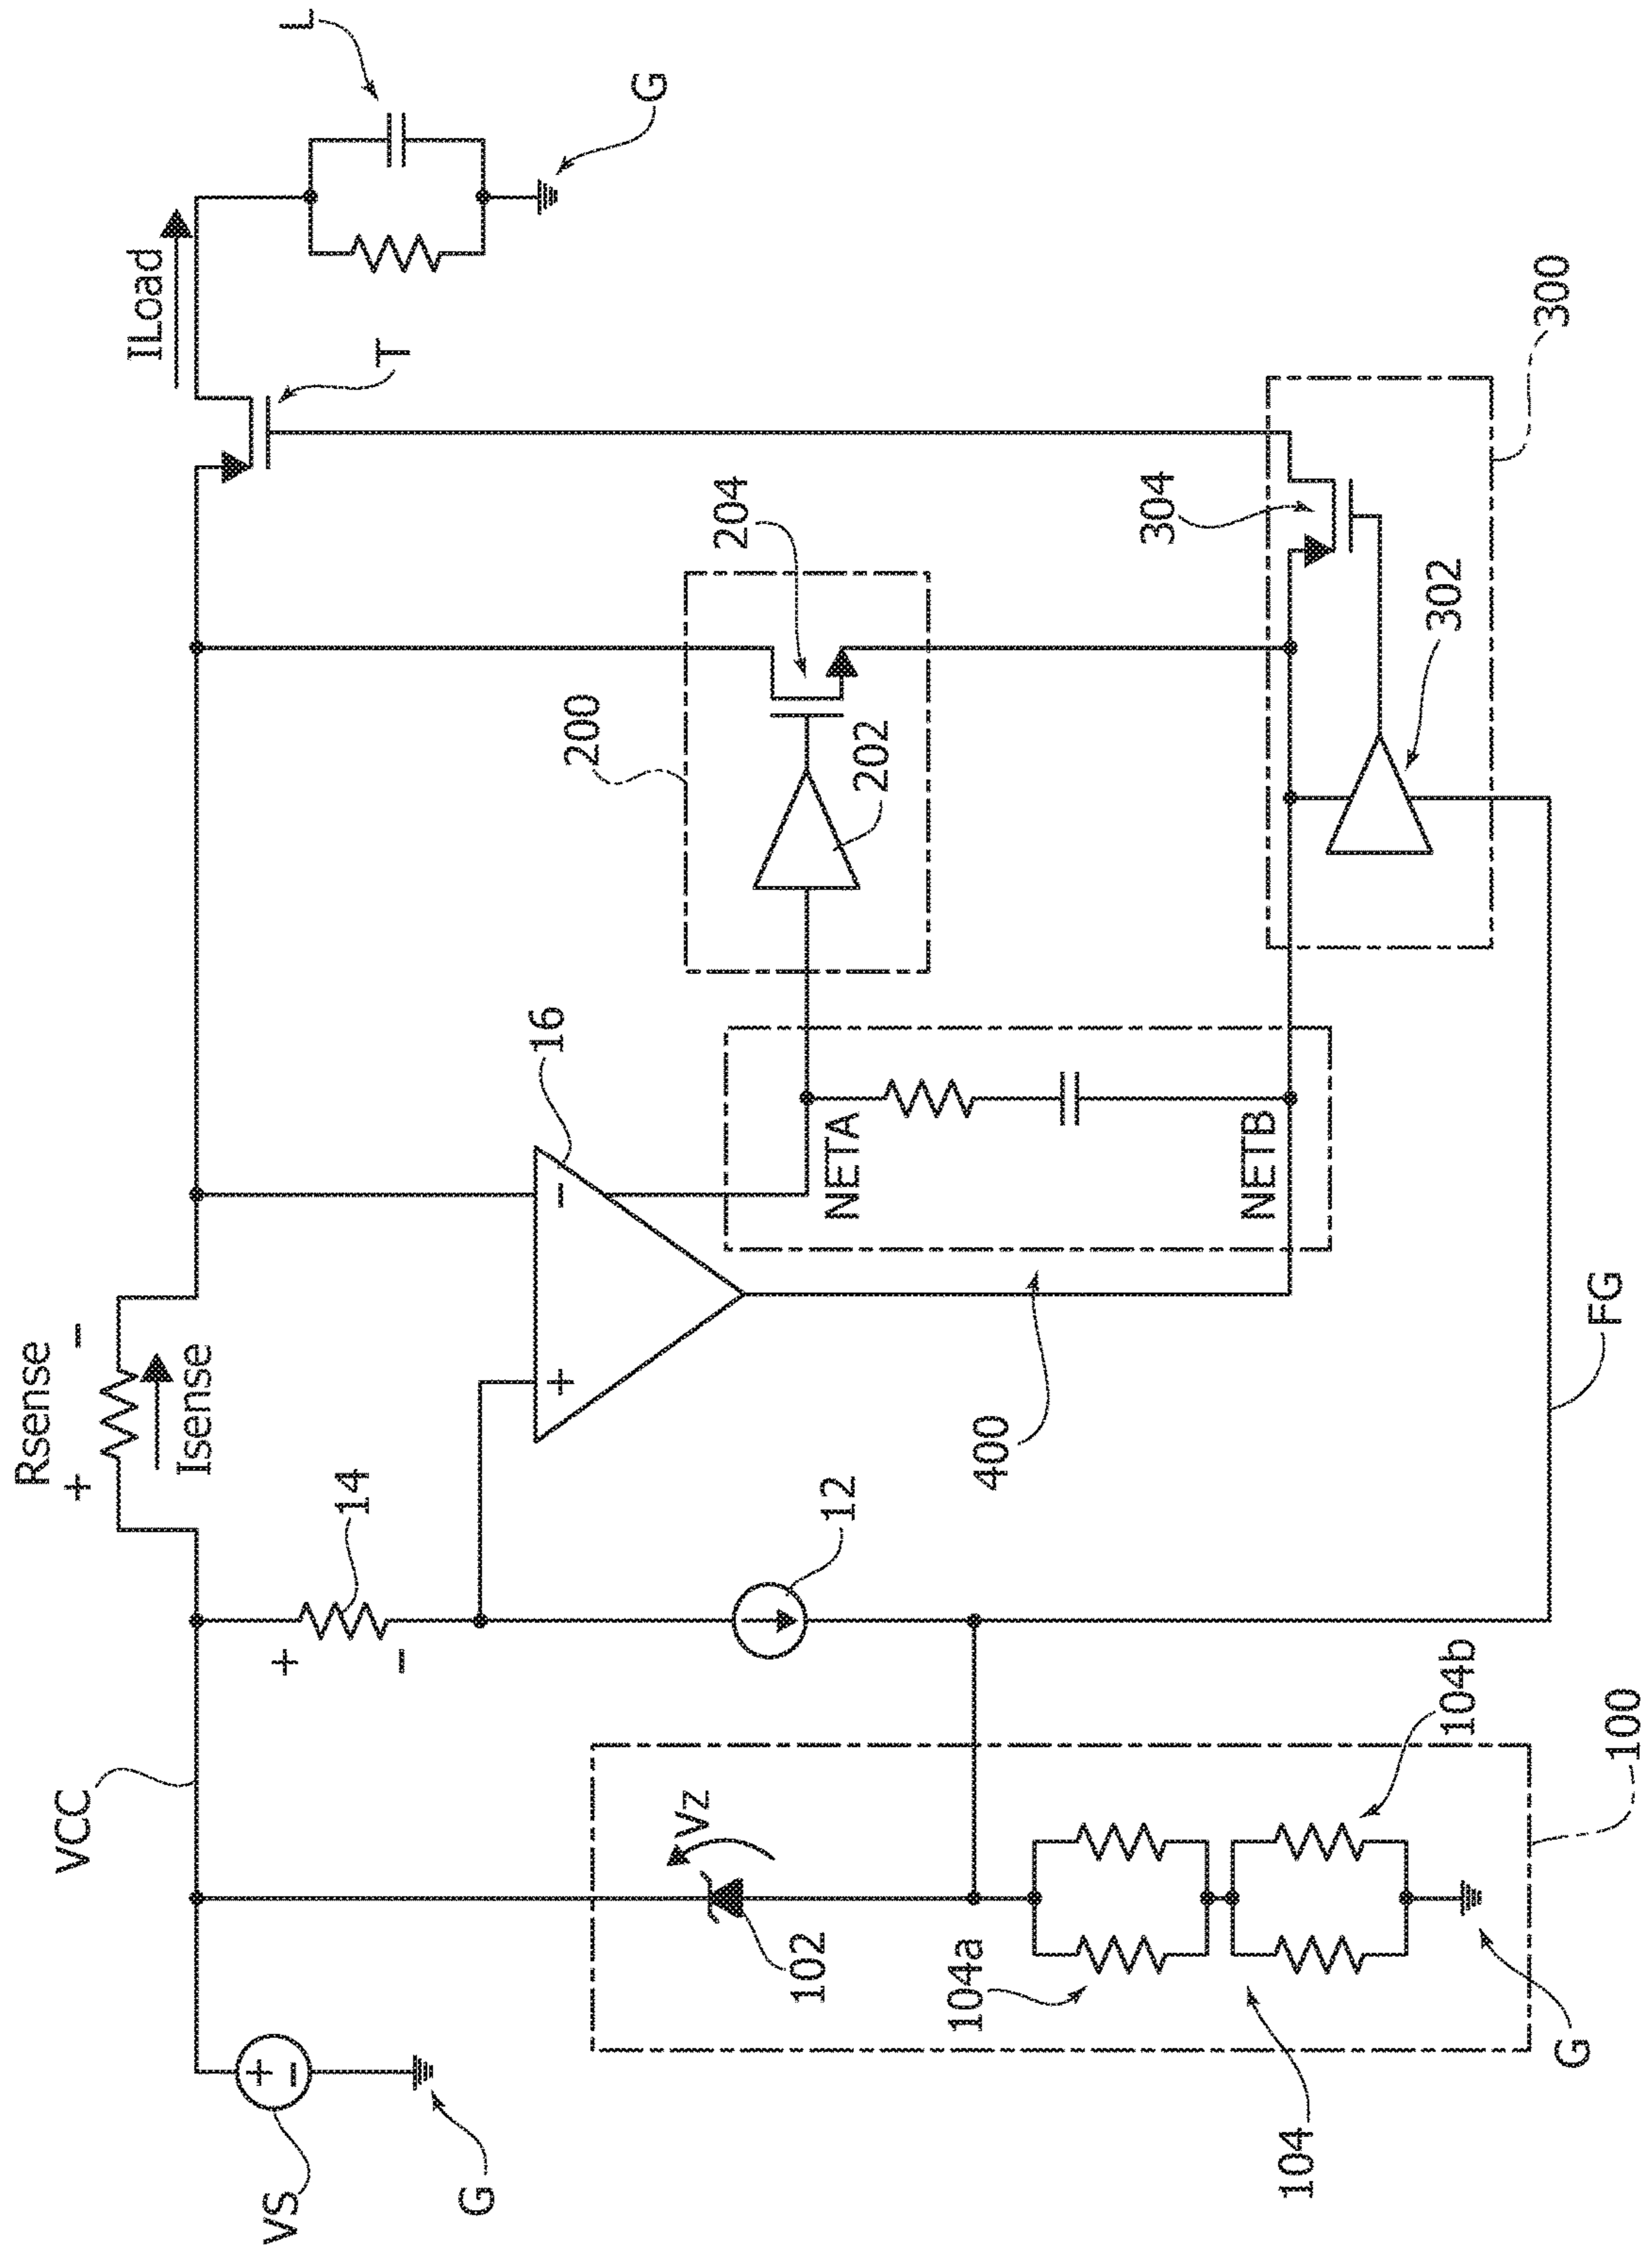 Rsense
+ −
Isense
ILoad
L
G
T
VCC
14
+
−
16
+
−
200
204
202
VS
+
−
G
Vz
102
12
NETA
NETB
400
304
302
300
104a
104b
104
G
100
FG